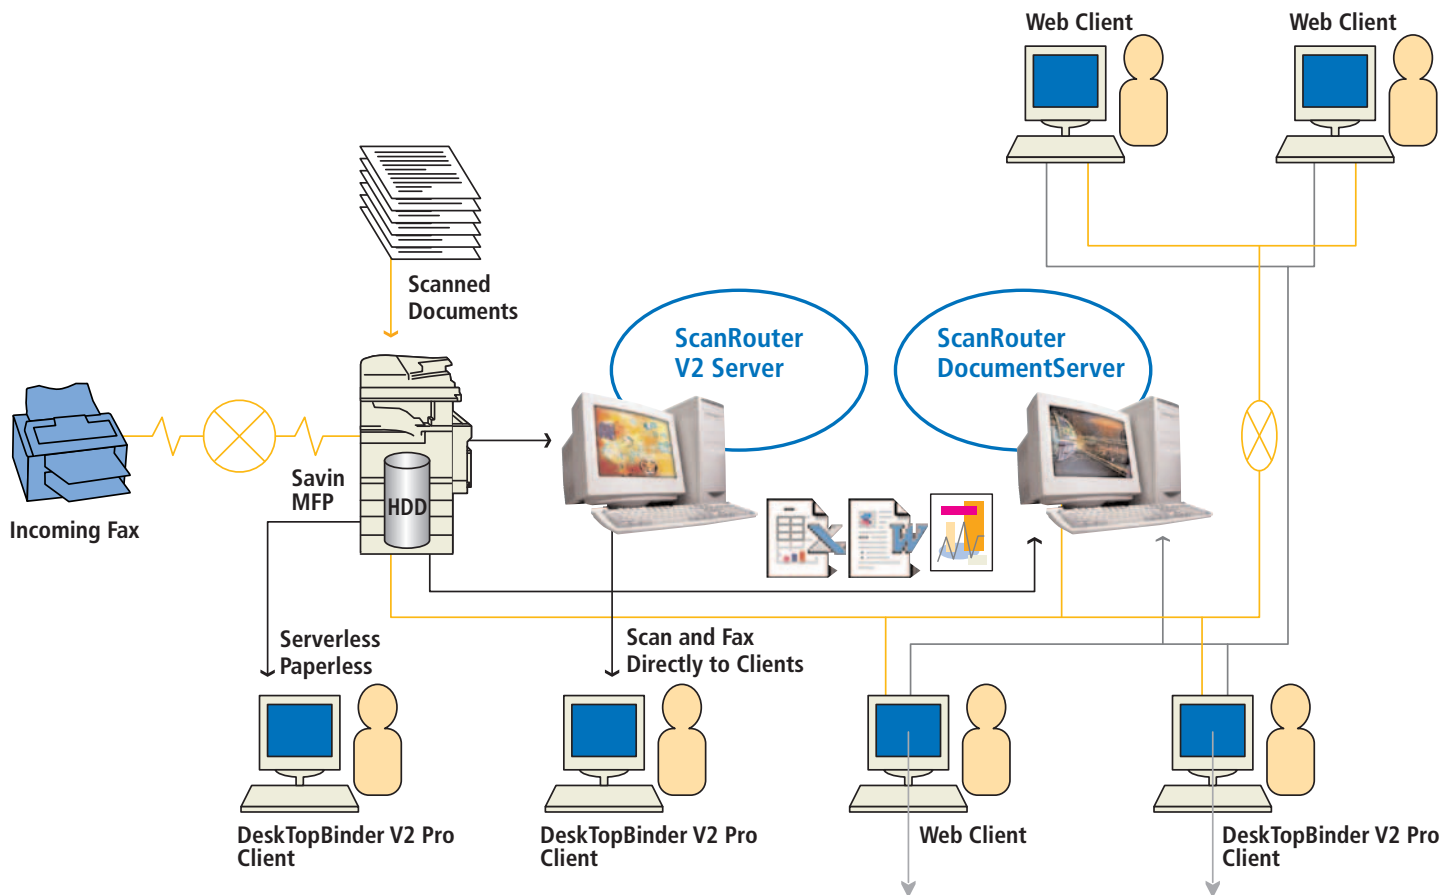 Web Client
Web Client
Scanned
Documents
ScanRouter
V2 Server
ScanRouter
DocumentServer
Savin
MFP
HDD
Incoming Fax
X
W
Serverless
Paperless
Scan and Fax
Directly to Clients
DeskTopBinder V2 Pro
Client
DeskTopBinder V2 Pro
Client
Web Client
DeskTopBinder V2 Pro
Client